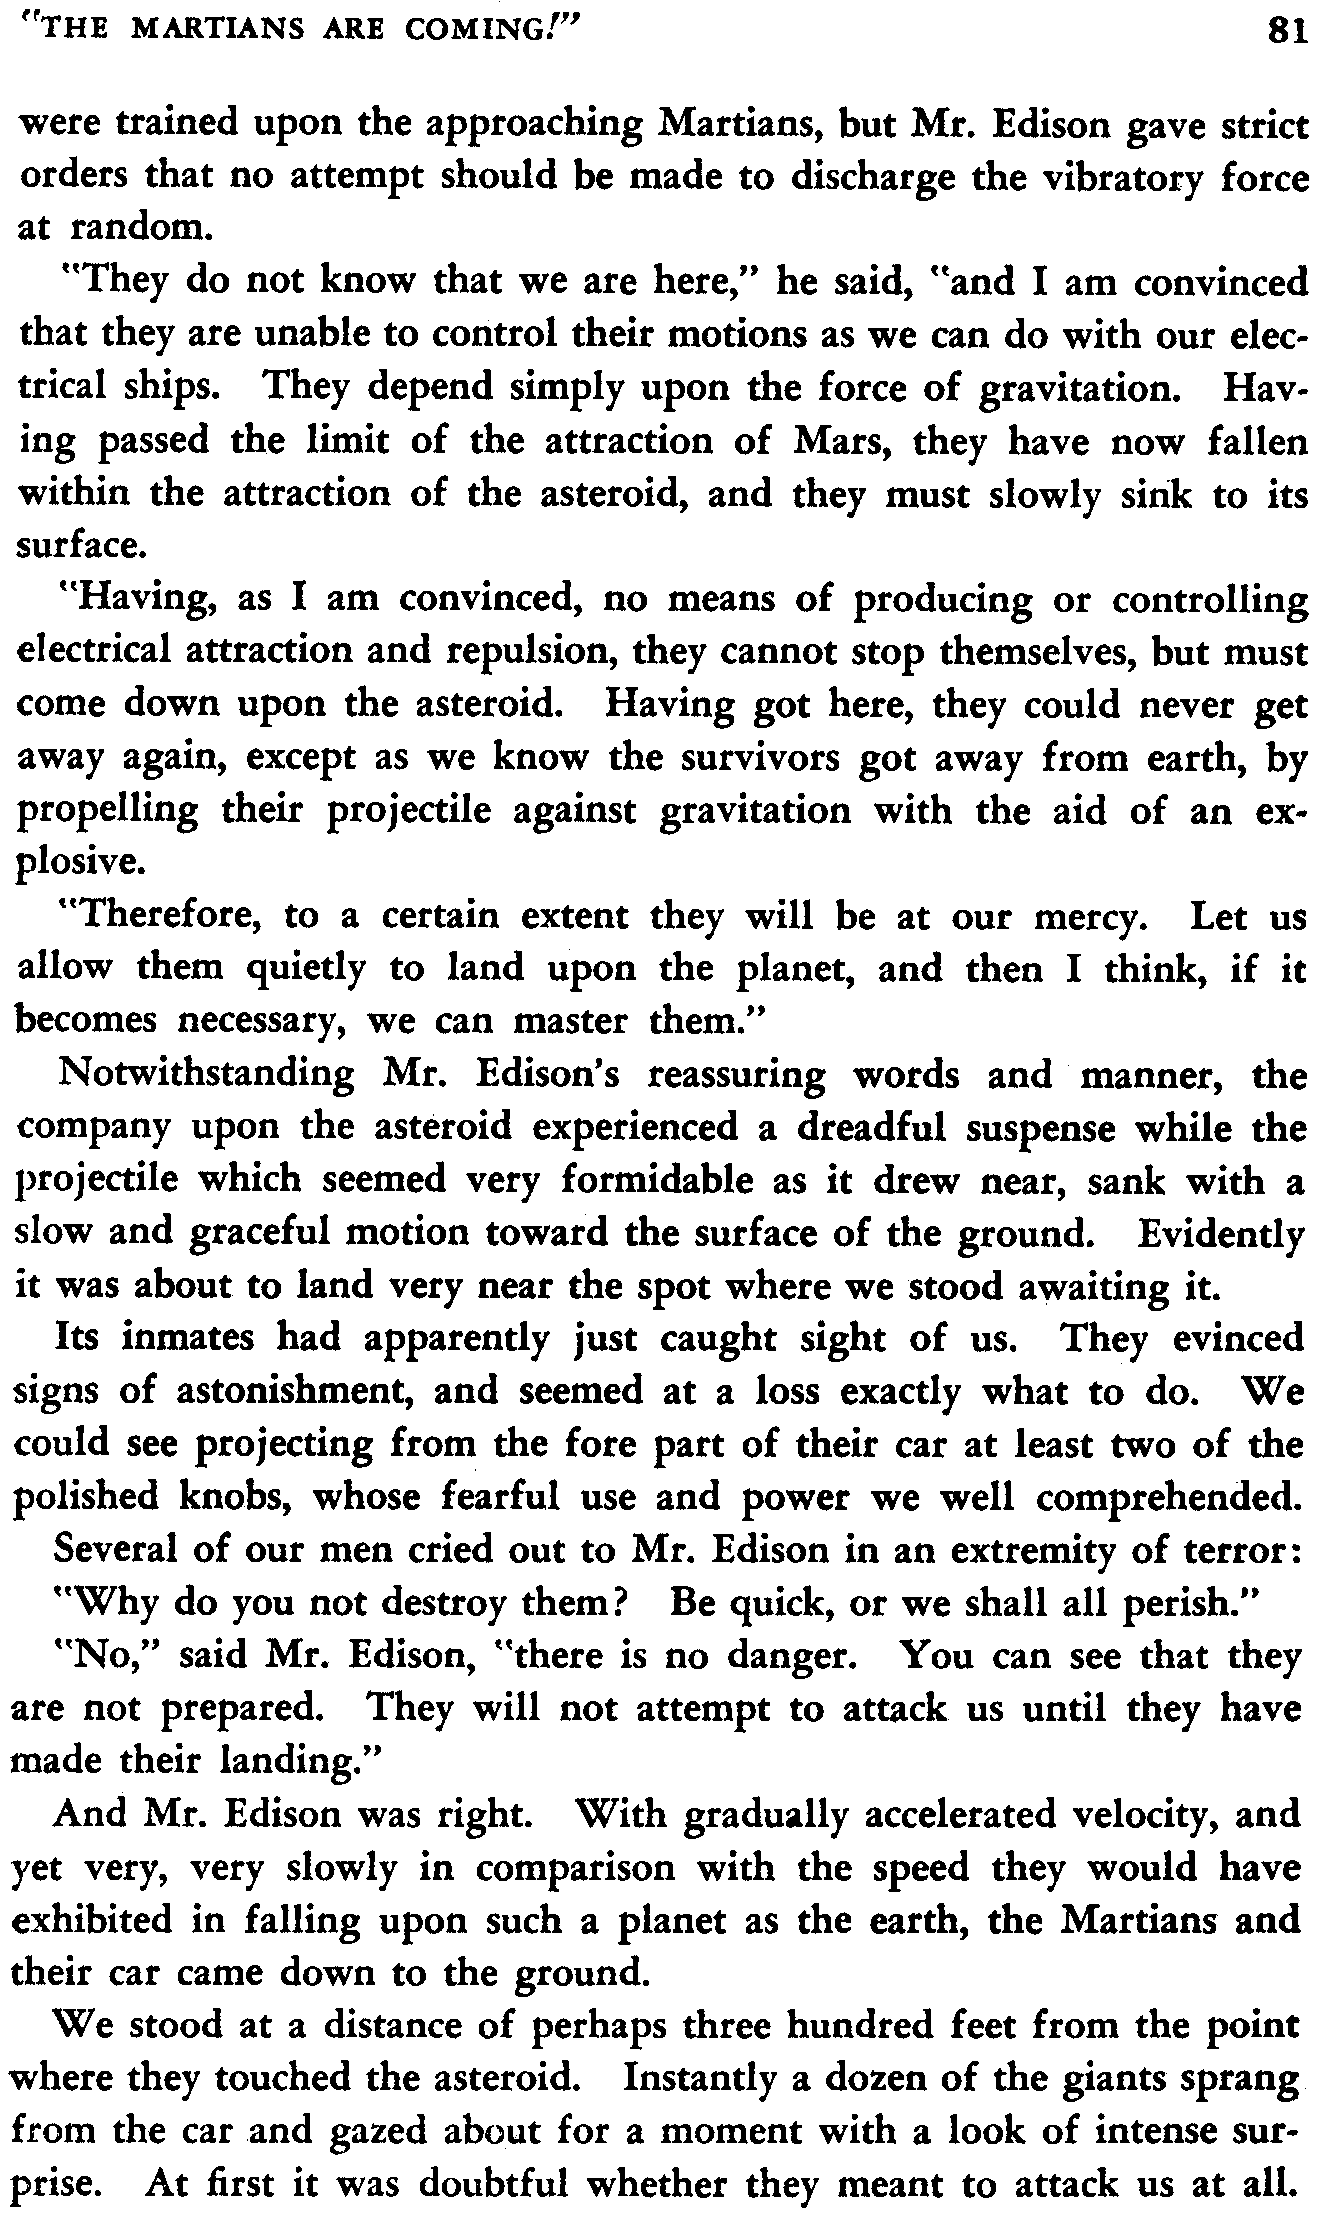 "THE MARTIANS ARE COMING!" 81
were trained upon the approaching Martians, but Mr. Edison gave strict
orders that no attempt should be made to discharge the vibratory force
at random.
"They do not know that we are here," he said, "and I am convinced
that they are unable to control their motions as we can do with our elec-
trical ships. They depend simply upon the force of gravitation. Hav-
ing passed the limit of the attraction of Mars, they have now fallen
within the attraction of the asteroid, and they must slowly sink to its
surface.
"Having, as I am convinced, no means of producing or controlling
electrical attraction and repulsion, they cannot stop themselves, but must
come down upon the asteroid. Having got here, they could never get
away again, except as we know the survivors got away from earth, by
propelling their projectile against gravitation with the aid of an ex-
plosive.
"Therefore, to a certain extent they will be at our mercy. Let us
allow them quietly to land upon the planet, and then I think, if it
becomes necessary, we can master them."
Notwithstanding Mr. Edison's reassuring words and manner, the
company upon the asteroid experienced a dreadful suspense while the
projectile which seemed very formidable as it drew near, sank with a
slow and graceful motion toward the surface of the ground. Evidently
it was about to land very near the spot where we stood awaiting it.
Its inmates had apparently just caught sight of us. They evinced
signs of astonishment, and seemed at a loss exactly what to do. We
could see projecting from the fore part of their car at least two of the
polished knobs, whose fearful use and power we well comprehended.
Several of our men cried out to Mr. Edison in an extremity of terror:
"Why do you not destroy them? Be quick, or we shall all perish."
"No," said Mr. Edison, "there is no danger. You can see that they
are not prepared. They will not attempt to attack us until they have
made their landing."
And Mr. Edison was right. With gradually accelerated velocity, and
yet very, very slowly in comparison with the speed they would have
exhibited in falling upon such a planet as the earth, the Martians and
their car came down to the ground.
We stood at a distance of perhaps three hundred feet from the point
where they touched the asteroid. Instantly a dozen of the giants sprang
from the car and gazed about for a moment with a look of intense sur-
prise. At first it was doubtful whether they meant to attack us at all.